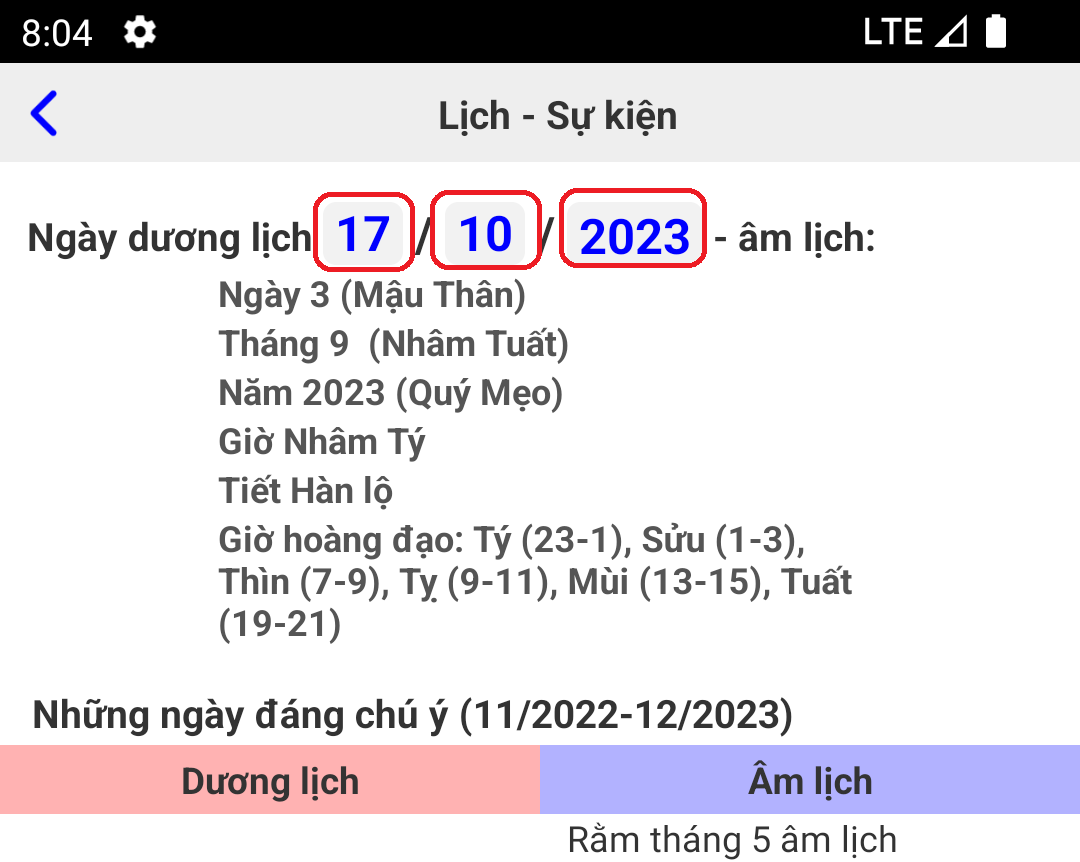 8:04 LTE
Lịch - Sự kiện
Ngày dương lịch 17 / 10 / 2023 - âm lịch:
Ngày 3 (Mậu Thân)
Tháng 9 (Nhâm Tuất)
Năm 2023 (Quý Mẹo)
Giờ Nhâm Tý
Tiết Hàn lộ
Giờ hoàng đạo: Tý (23-1), Sửu (1-3),
Thìn (7-9), Tỵ (9-11), Mùi (13-15), Tuất
(19-21)
Những ngày đáng chú ý (11/2022-12/2023)
Dương lịch Âm lịch
Rằm tháng 5 âm lịch